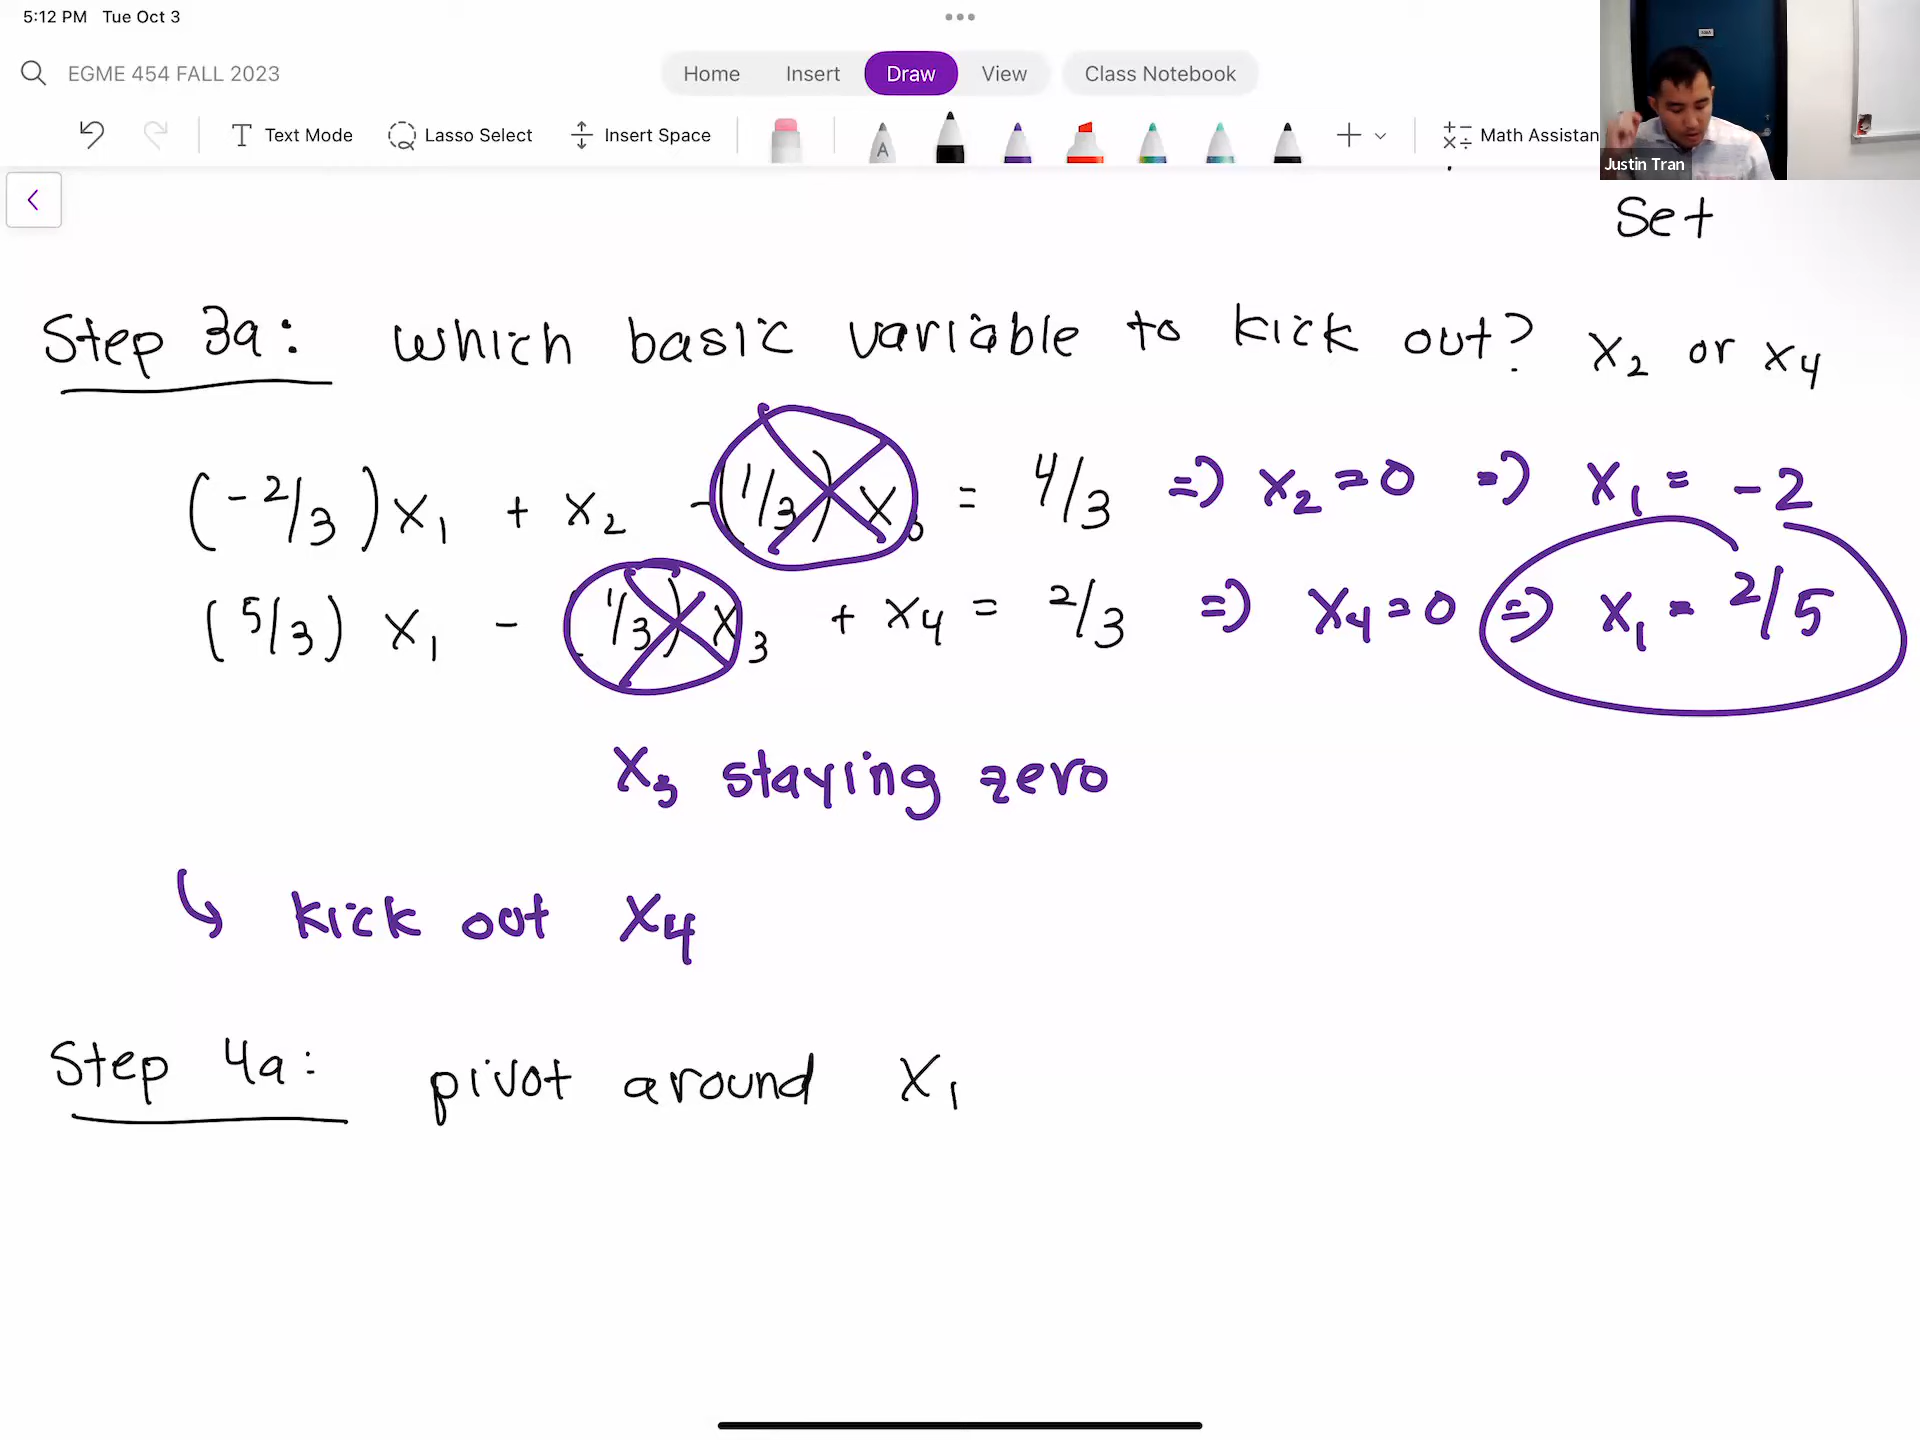 5:12 PM Tue Oct 3
EGME 454 FALL 2023
Home Insert Draw View Class Notebook
Text Mode Lasso Select Insert Space A Math Assistan
Justin Tran
Set
Step 3a: which basic variable to kick out? x₂ or x₄
(-2/3)x₁ + x₂ - (1/3)x₃ = 4/3 => x₂ = 0 => x₁ = -2
(5/3) x₁ - (1/3)x₃ + x₄ = 2/3 => x₄ = 0 => x₁ = 2/5
x₃ staying zero
↳ kick out x₄
Step 4a: pivot around x₁